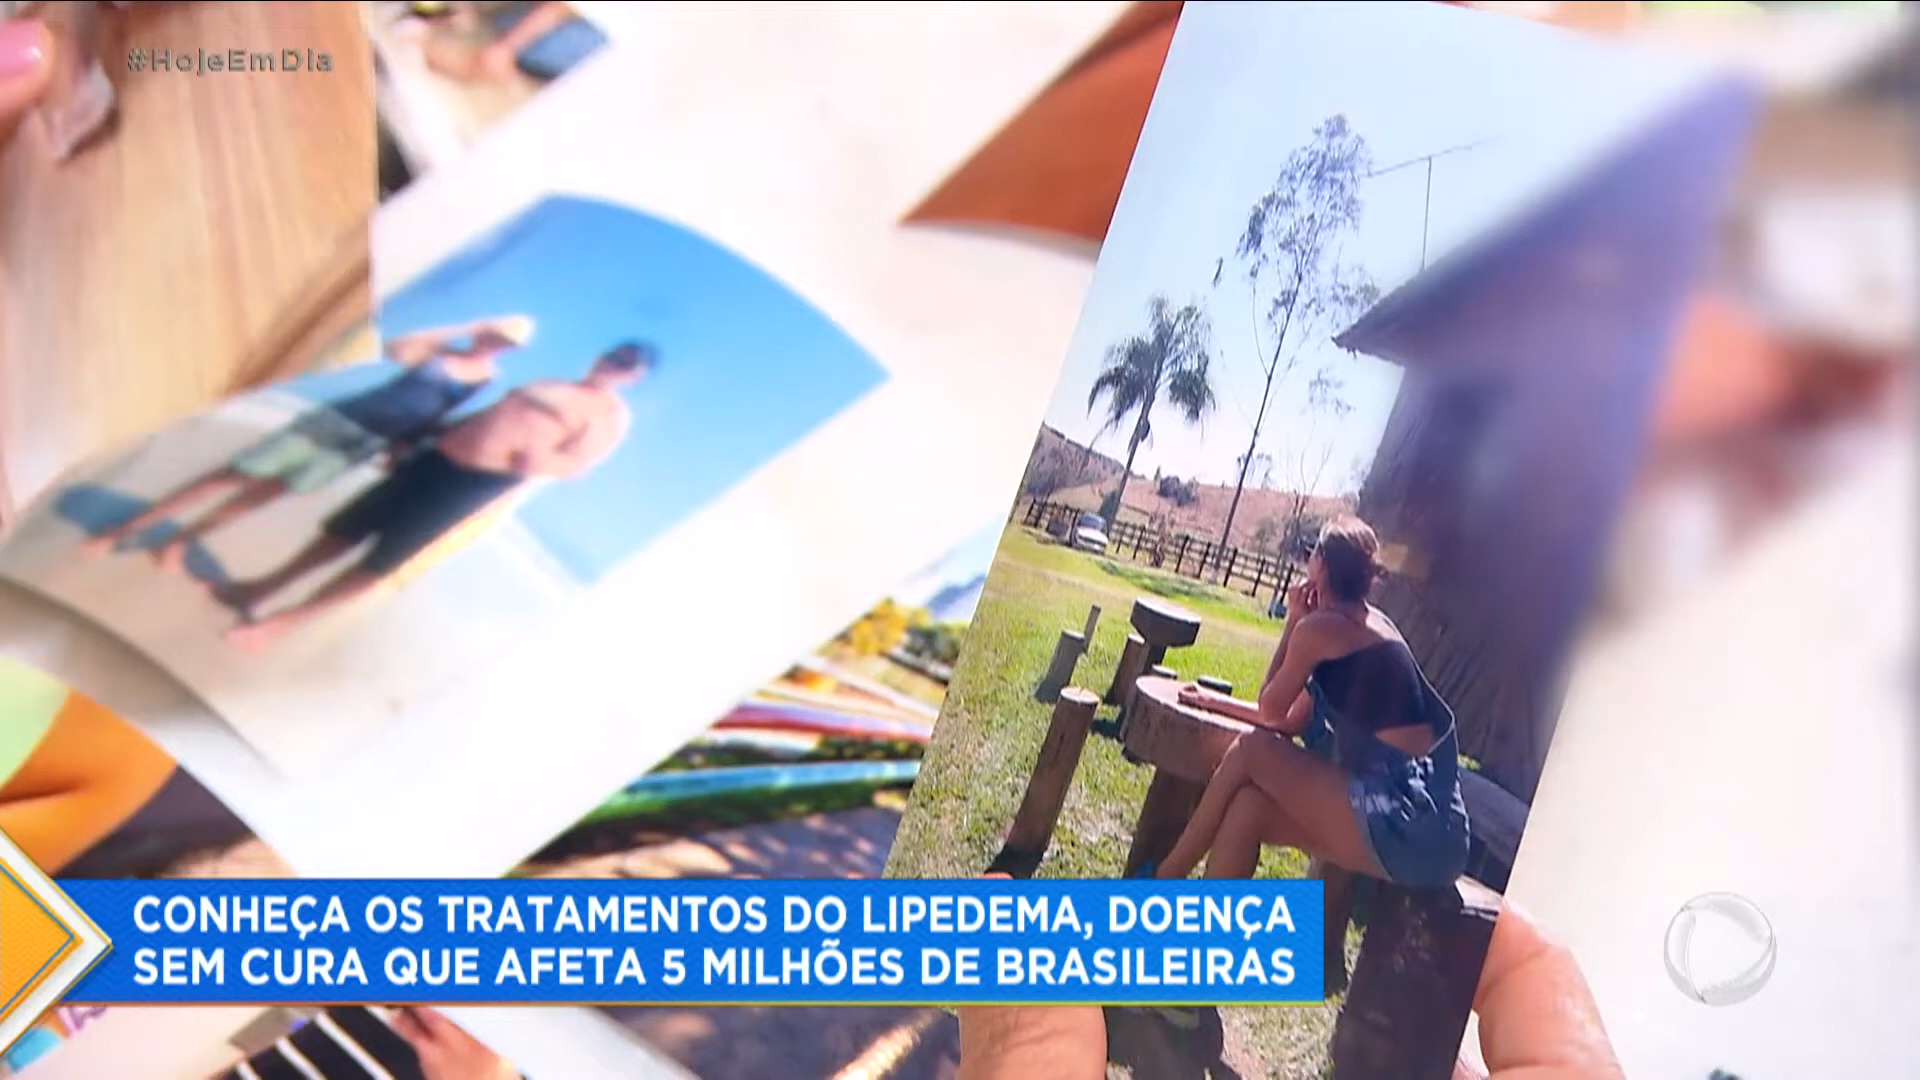 #HojeEmDia
CONHEÇA OS TRATAMENTOS DO LIPEDEMA, DOENÇA
SEM CURA QUE AFETA 5 MILHÕES DE BRASILEIRAS